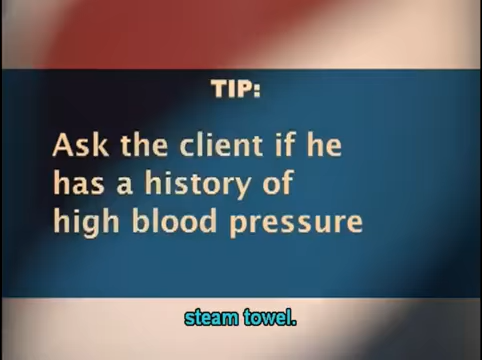 TIP:
Ask the client if he
has a history of
high blood pressure
steam towel.